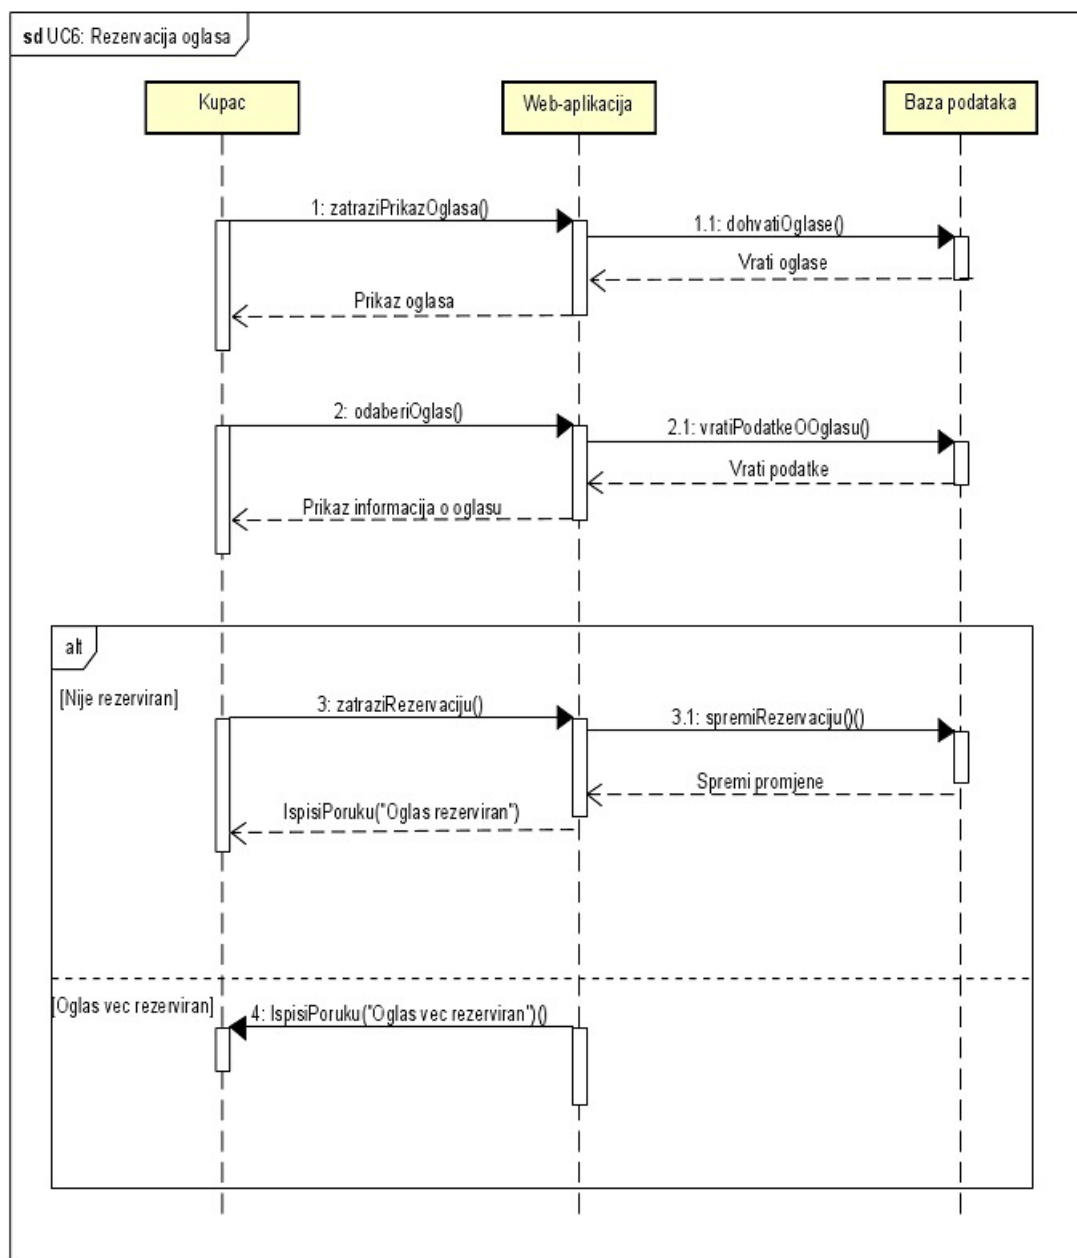 sd UC6: Rezervacija oglasa
Kupac
Web-aplikacija
Baza podataka
1: zatraziPrikazOglasa()
1.1: dohvatiOglase()
Vrati oglase
Prikaz oglasa
2: odaberiOglas()
2.1: vratiPodatkeOOglasu()
Vrati podatke
Prikaz informacija o oglasu
alt
[Nije rezerviran]
3: zatraziRezervaciju()
3.1: spremiRezervaciju()()
Spremi promjene
IspisiPoruku("Oglas rezerviran")
[Oglas vec rezerviran]
4: IspisiPoruku("Oglas vec rezerviran")()